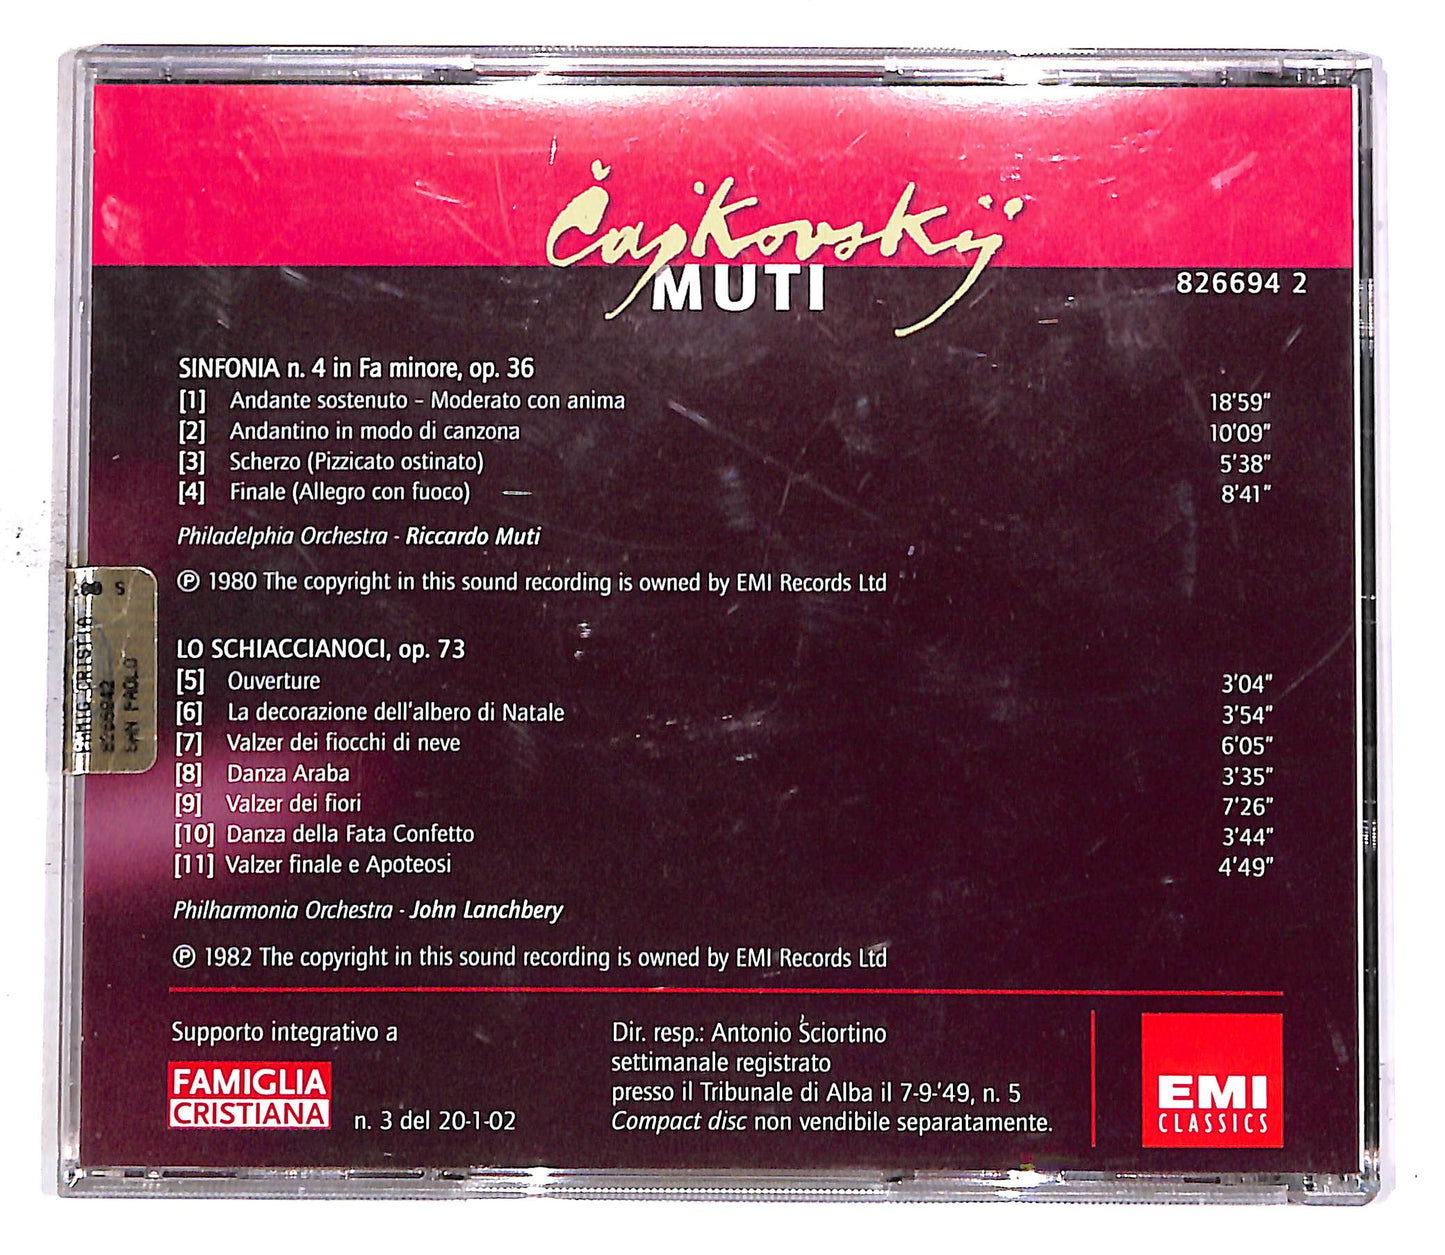 Čajkovskij
MUTI
826694 2
SINFONIA n. 4 in Fa minore, op. 36
[1] Andante sostenuto – Moderato con anima 18'59"
[2] Andantino in modo di canzona 10'09"
[3] Scherzo (Pizzicato ostinato) 5'38"
[4] Finale (Allegro con fuoco) 8'41"
Philadelphia Orchestra - Riccardo Muti
℗ 1980 The copyright in this sound recording is owned by EMI Records Ltd
LO SCHIACCIANOCI, op. 73
[5] Ouverture 3'04"
[6] La decorazione dell'albero di Natale 3'54"
[7] Valzer dei fiocchi di neve 6'05"
[8] Danza Araba 3'35"
[9] Valzer dei fiori 7'26"
[10] Danza della Fata Confetto 3'44"
[11] Valzer finale e Apoteosi 4'49"
Philharmonia Orchestra - John Lanchbery
℗ 1982 The copyright in this sound recording is owned by EMI Records Ltd
Supporto integrativo a
FAMIGLIA
CRISTIANA
n. 3 del 20-1-02
Dir. resp.: Antonio Sciortino
settimanale registrato
presso il Tribunale di Alba il 7-9-'49, n. 5
Compact disc non vendibile separatamente.
EMI
CLASSICS
SAN PAOLO